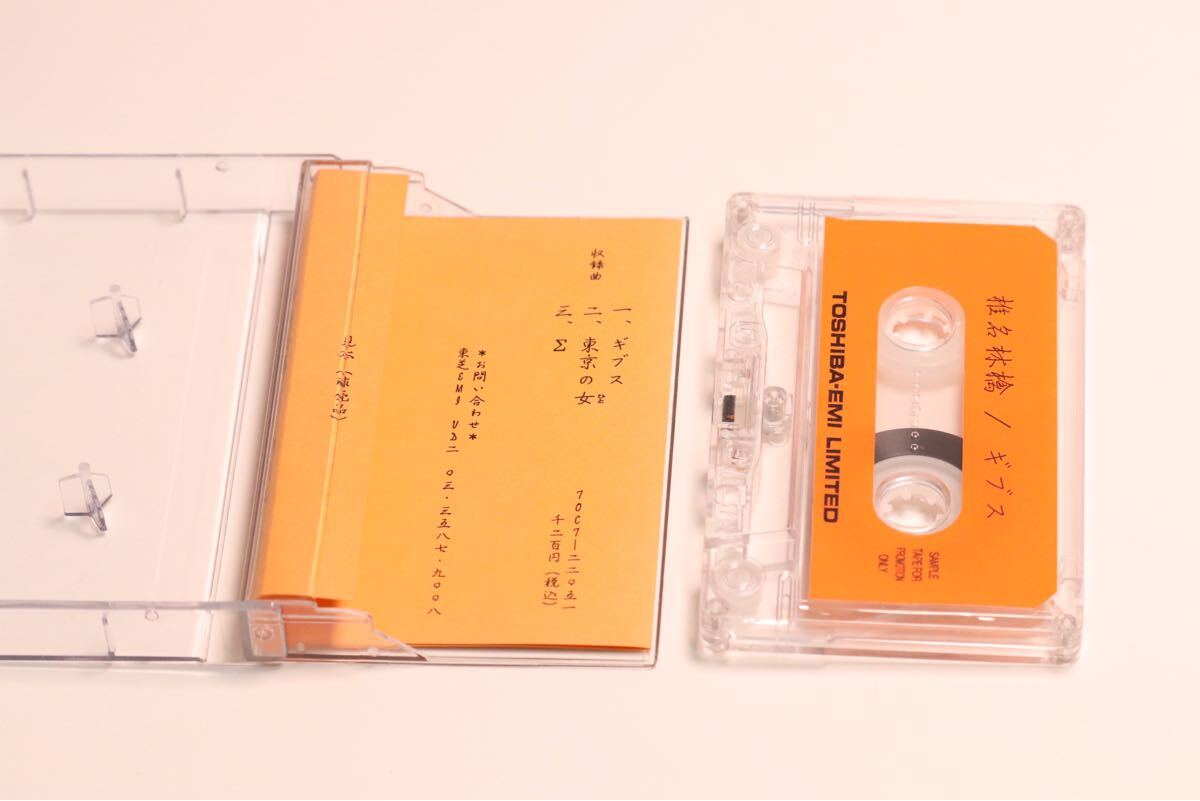 収録曲
一、ギブス
二、東京の女
三、Σ
TOCT—二二〇五一
千二百円(税込)
*お問い合わせ*
東芝EMI VD二 〇三・三五八七・九〇〇八
見本(非売品)
椎名林檎 / ギブス
TOSHIBA-EMI LIMITED
SAMPLE
TAPE FOR
PROMOTION
ONLY